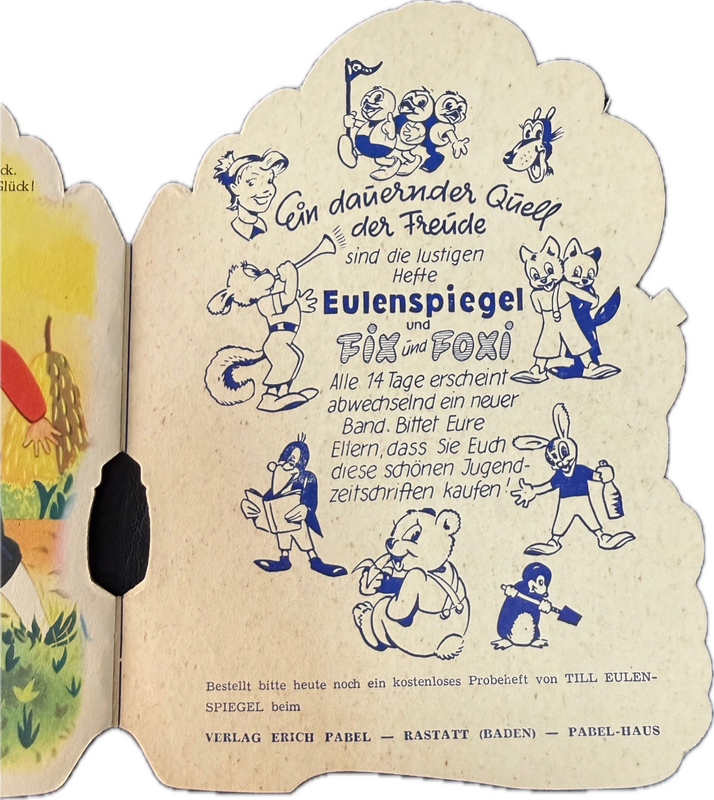 ck.
Glück!
Ein dauernder Quell
der Freude
sind die lustigen
Hefte
Eulenspiegel
und
FIX und FOXI
Alle 14 Tage erscheint
abwechselnd ein neuer
Band. Bittet Eure
Eltern, dass Sie Euch
diese schönen Jugend-
zeitschriften kaufen!
Bestellt bitte heute noch ein kostenloses Probeheft von TILL EULEN-
SPIEGEL beim
VERLAG ERICH PABEL — RASTATT (BADEN) — PABEL-HAUS